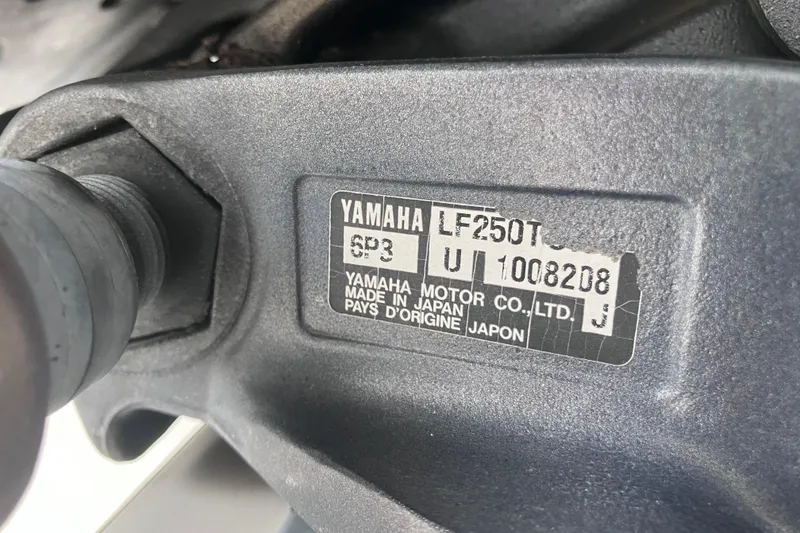 YAMAHA LF250T
6P3 U 1008208
J
YAMAHA MOTOR CO.,LTD.
MADE IN JAPAN
PAYS D'ORIGINE JAPON